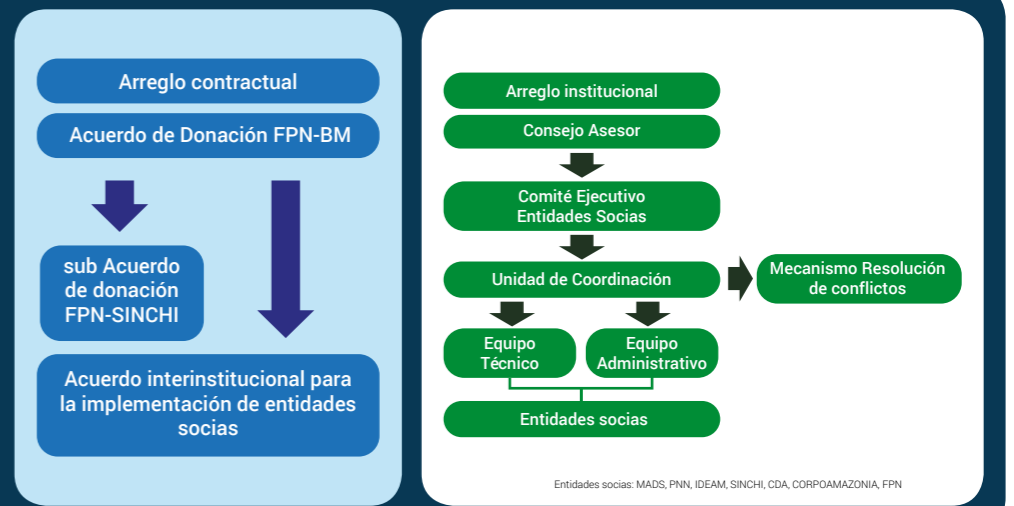 Arreglo contractual
Acuerdo de Donación FPN-BM
sub Acuerdo
de donación
FPN-SINCHI
Acuerdo interinstitucional para
la implementación de entidades
socias
Arreglo institucional
Consejo Asesor
Comité Ejecutivo
Entidades Socias
Unidad de Coordinación
Mecanismo Resolución
de conflictos
Equipo
Técnico
Equipo
Administrativo
Entidades socias
Entidades socias: MADS, PNN, IDEAM, SINCHI, CDA, CORPOAMAZONIA, FPN